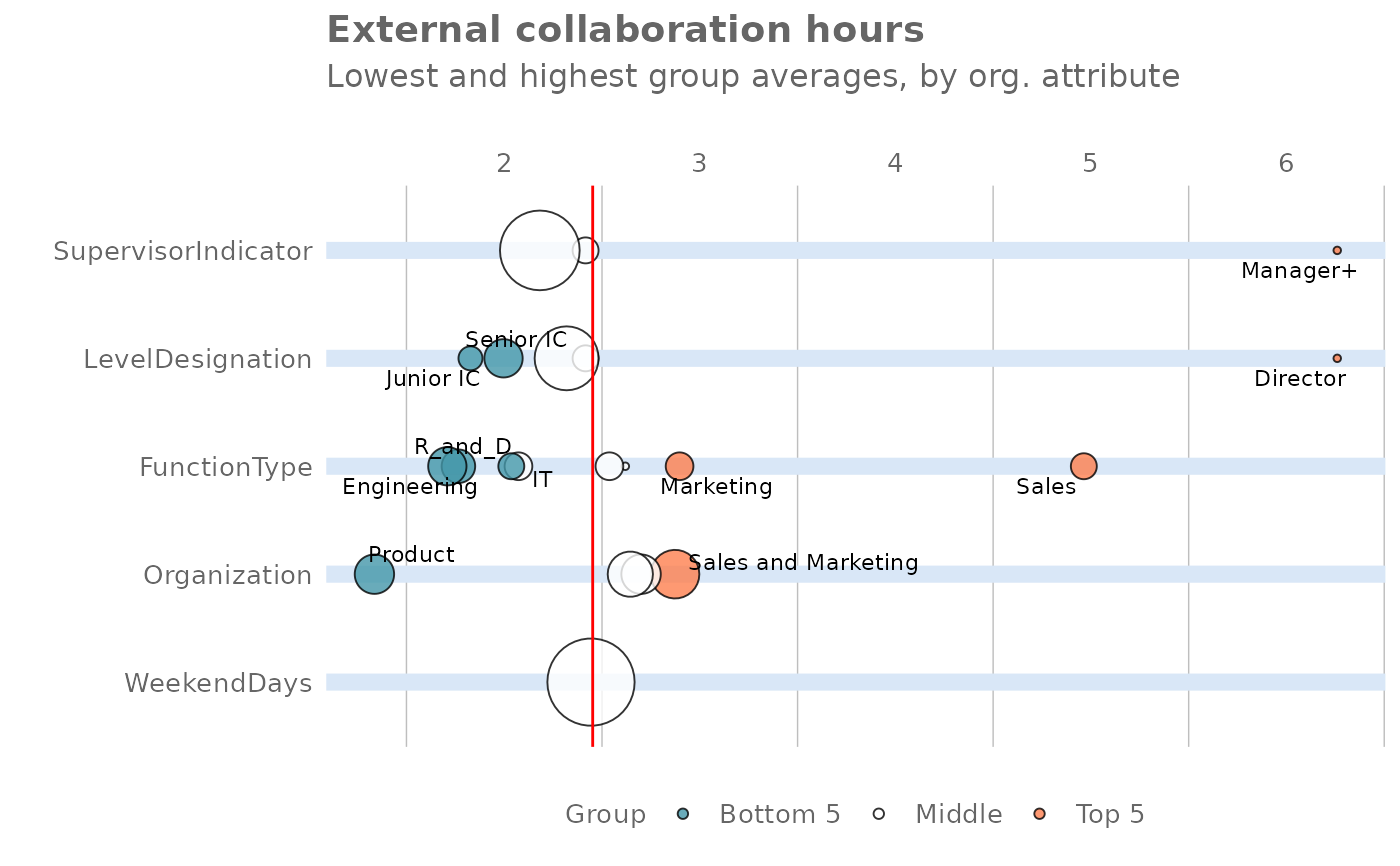 External collaboration hours
Lowest and highest group averages, by org. attribute
2 3 4 5 6
SupervisorIndicator
Manager+
Senior IC
LevelDesignation
Junior IC
Director
R_and_D
FunctionType
IT
Engineering
Marketing
Sales
Product
Sales and Marketing
Organization
WeekendDays
Group Bottom 5 Middle Top 5